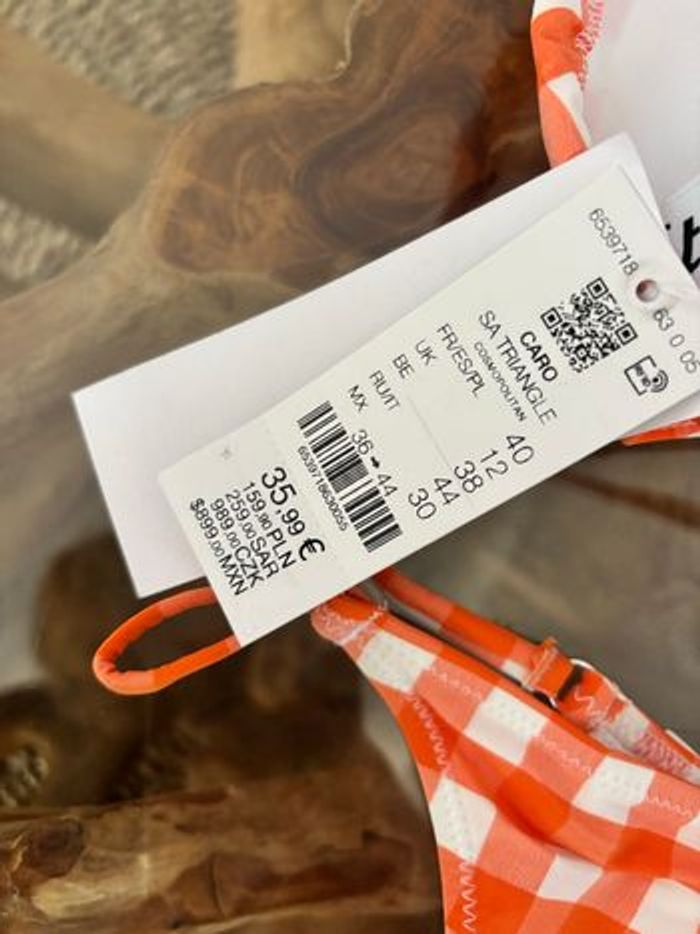 6539718
63 0 05
CARO
SA TRIANGLE
COSMOPOLITAN
FR/ES/PL 40
UK 12
BE 38
RU/IT 44
MX 30
36➡44
6539718630055
35,99 €
159.90 PLN
259.00 SAR
989.00 CZK
$899.00 MXN